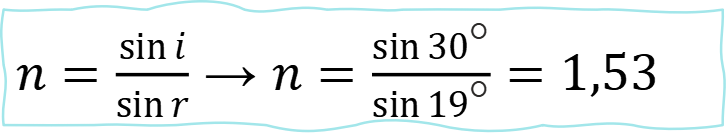 n = sin i / sin r → n = sin 30° / sin 19° = 1,53